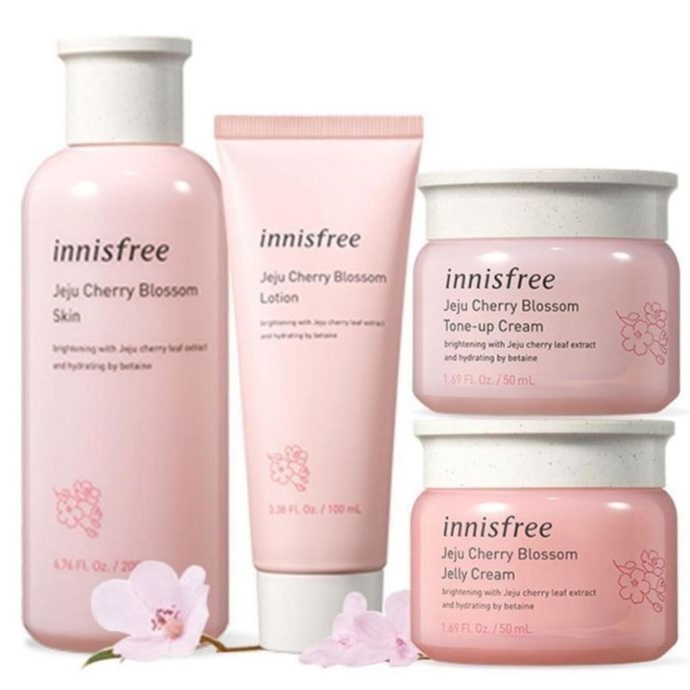 innisfree
Jeju Cherry Blossom
Skin
brightening with Jeju cherry leaf extract
and hydrating by betaine
6.76 FL Oz. / 200
innisfree
Jeju Cherry Blossom
Lotion
brightening with Jeju cherry leaf extract
and hydrating by betaine
3.38 FL Oz. / 100 mL
innisfree
Jeju Cherry Blossom
Tone-up Cream
brightening with Jeju cherry leaf extract
and hydrating by betaine
1.69 FL Oz. / 50 mL
innisfree
Jeju Cherry Blossom
Jelly Cream
brightening with Jeju cherry leaf extract
and hydrating by betaine
1.69 FL Oz. / 50 mL